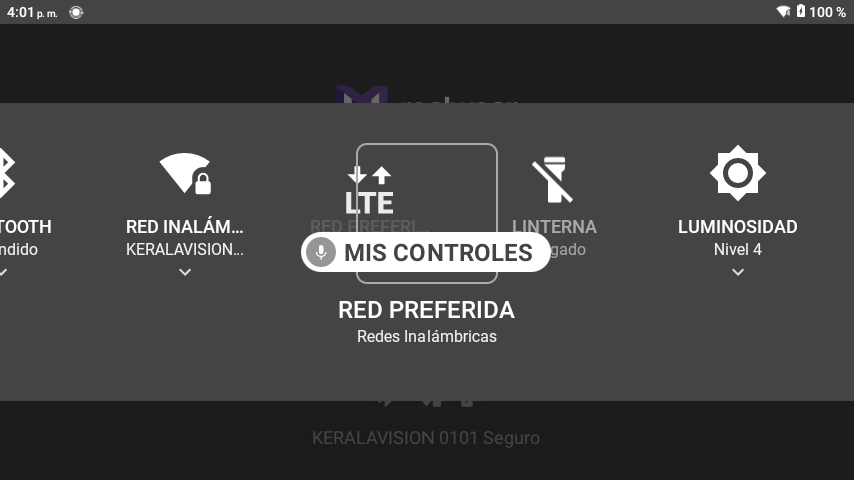 4:01 p. m.
100 %
TOOTH
ndido
RED INALÁM...
KERALAVISION...
LTE
RED PREFERI...
LINTERNA
gado
LUMINOSIDAD
Nivel 4
MIS CONTROLES
RED PREFERIDA
Redes Inalámbricas
KERALAVISION 0101 Seguro